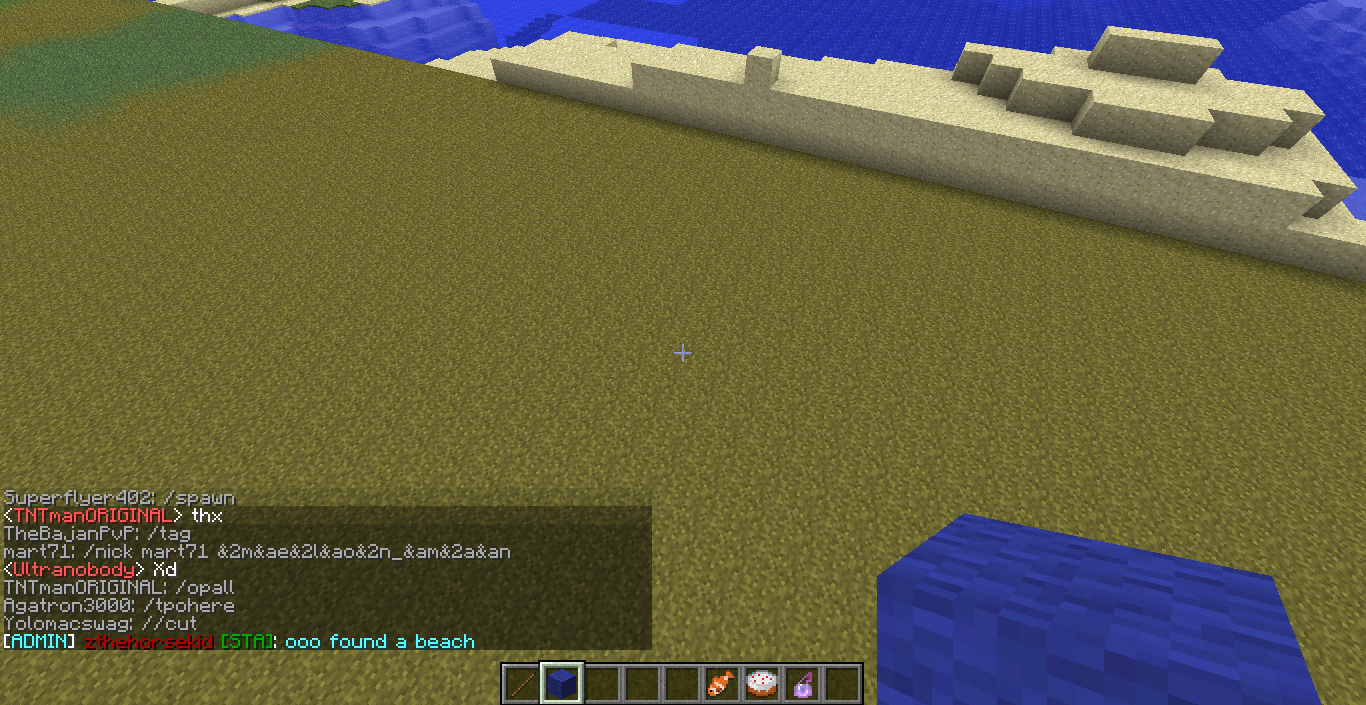 Superflyer402: /spawn
<TNTmanORIGINAL> thx
TheBajanPvP: /tag
mart71: /nick mart71 &2m&ae&2l&ao&2n_&am&2a&an
<Ultranobody> Xd
TNTmanORIGINAL: /opall
Agatron3000: /tpohere
Yolomacswag: //cut
[ADMIN] zthehorsekid [STA]: ooo found a beach